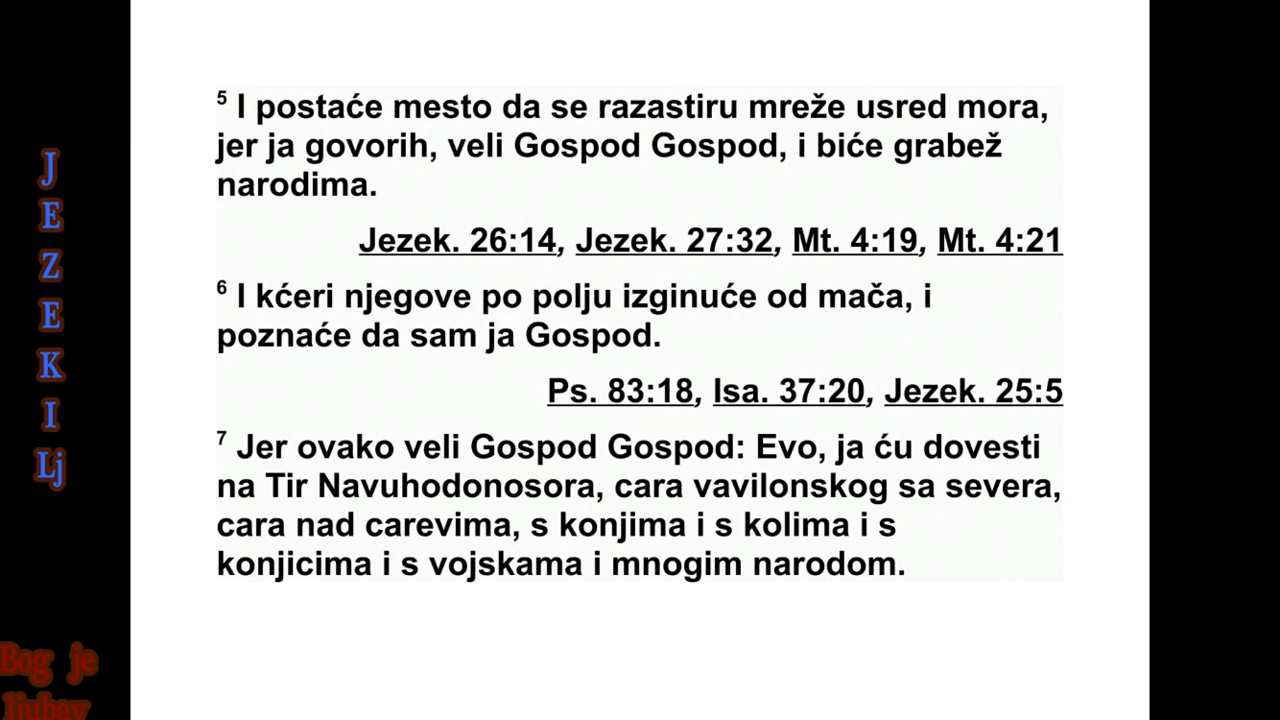 J
E
Z
E
K
I
Lj
Bog je
ljubav
5 I postaće mesto da se razastiru mreže usred mora,
jer ja govorih, veli Gospod Gospod, i biće grabež
narodima.
Jezek. 26:14, Jezek. 27:32, Mt. 4:19, Mt. 4:21
6 I kćeri njegove po polju izginuće od mača, i
poznaće da sam ja Gospod.
Ps. 83:18, Isa. 37:20, Jezek. 25:5
7 Jer ovako veli Gospod Gospod: Evo, ja ću dovesti
na Tir Navuhodonosora, cara vavilonskog sa severa,
cara nad carevima, s konjima i s kolima i s
konjicima i s vojskama i mnogim narodom.